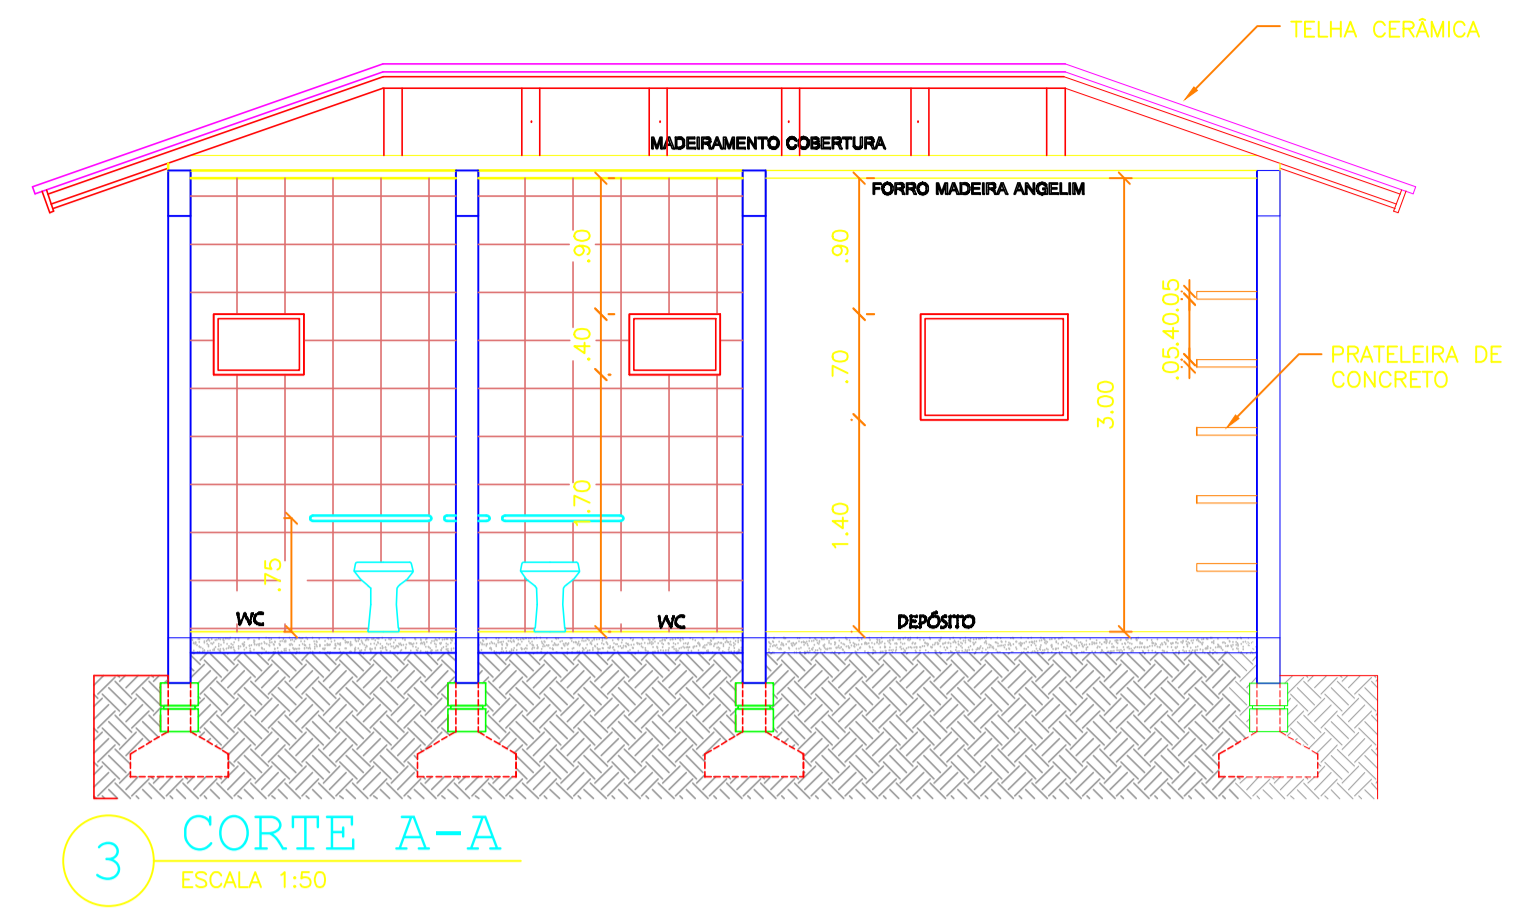 TELHA CERÂMICA
MADEIRAMENTO COBERTURA
FORRO MADEIRA ANGELIM
.90
.90
.05
.40
.40
.70
.05
PRATELEIRA DE
CONCRETO
3.00
1.70
1.40
.75
WC
WC
DEPÓSITO
3
CORTE A-A
ESCALA 1:50